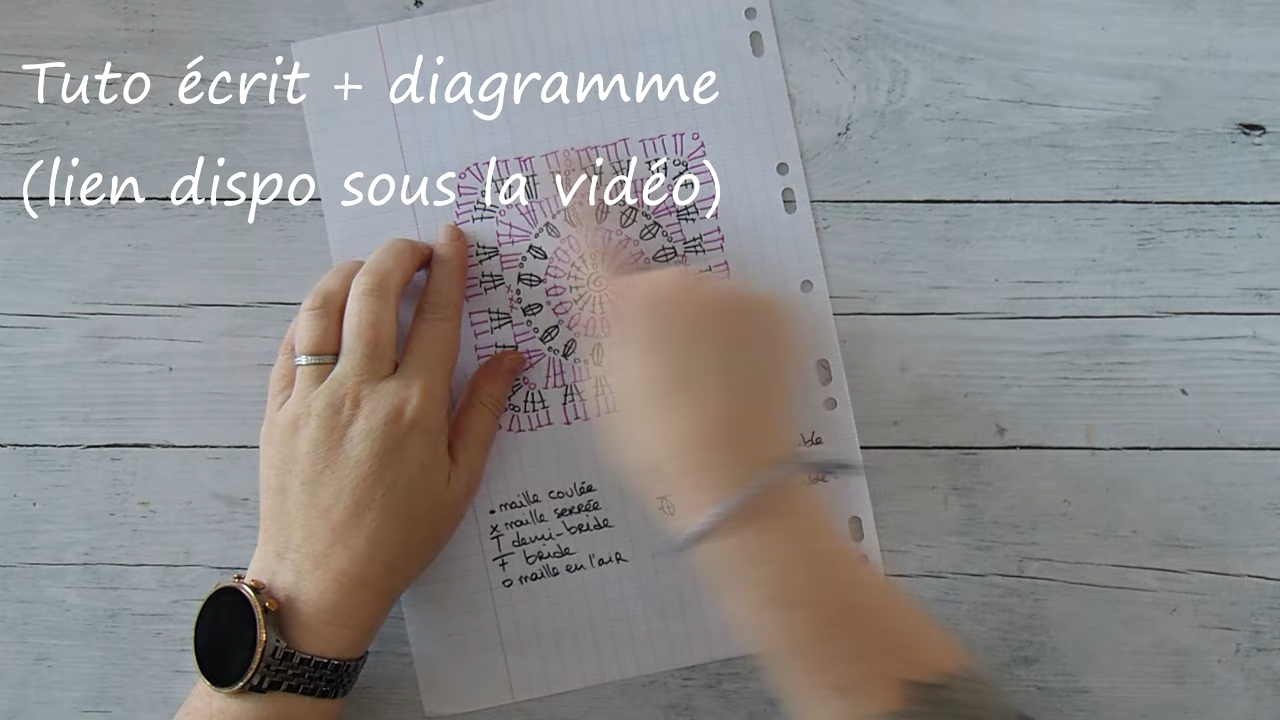 Tuto écrit + diagramme
(lien dispo sous la vidéo)
• maille coulée
x maille serrée
T demi-bride
Ŧ bride
o maille en l'air